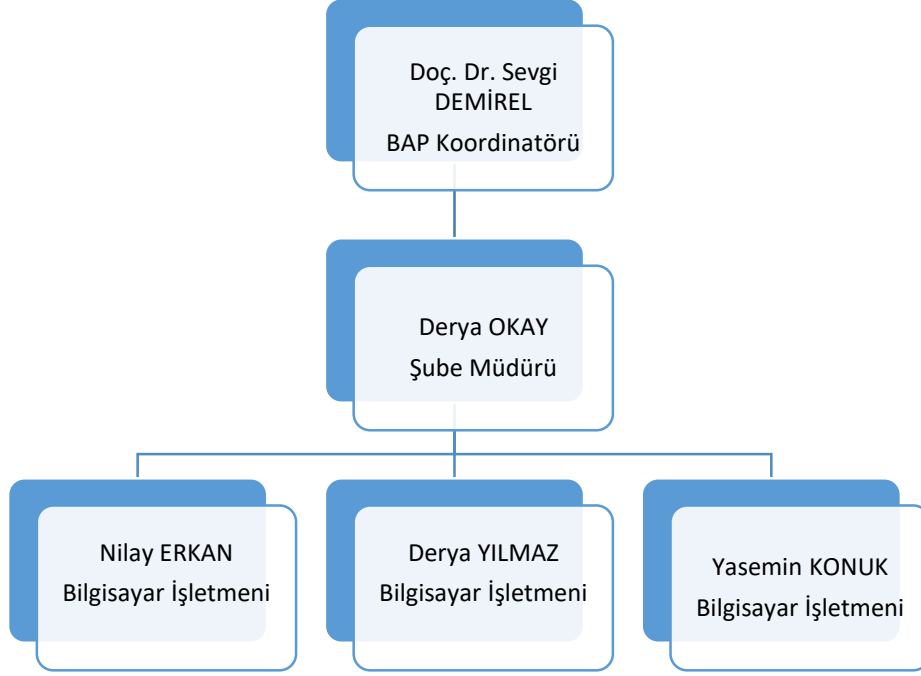 Doç. Dr. Sevgi
DEMİREL
BAP Koordinatörü
Derya OKAY
Şube Müdürü
Nilay ERKAN
Bilgisayar İşletmeni
Derya YILMAZ
Bilgisayar İşletmeni
Yasemin KONUK
Bilgisayar İşletmeni